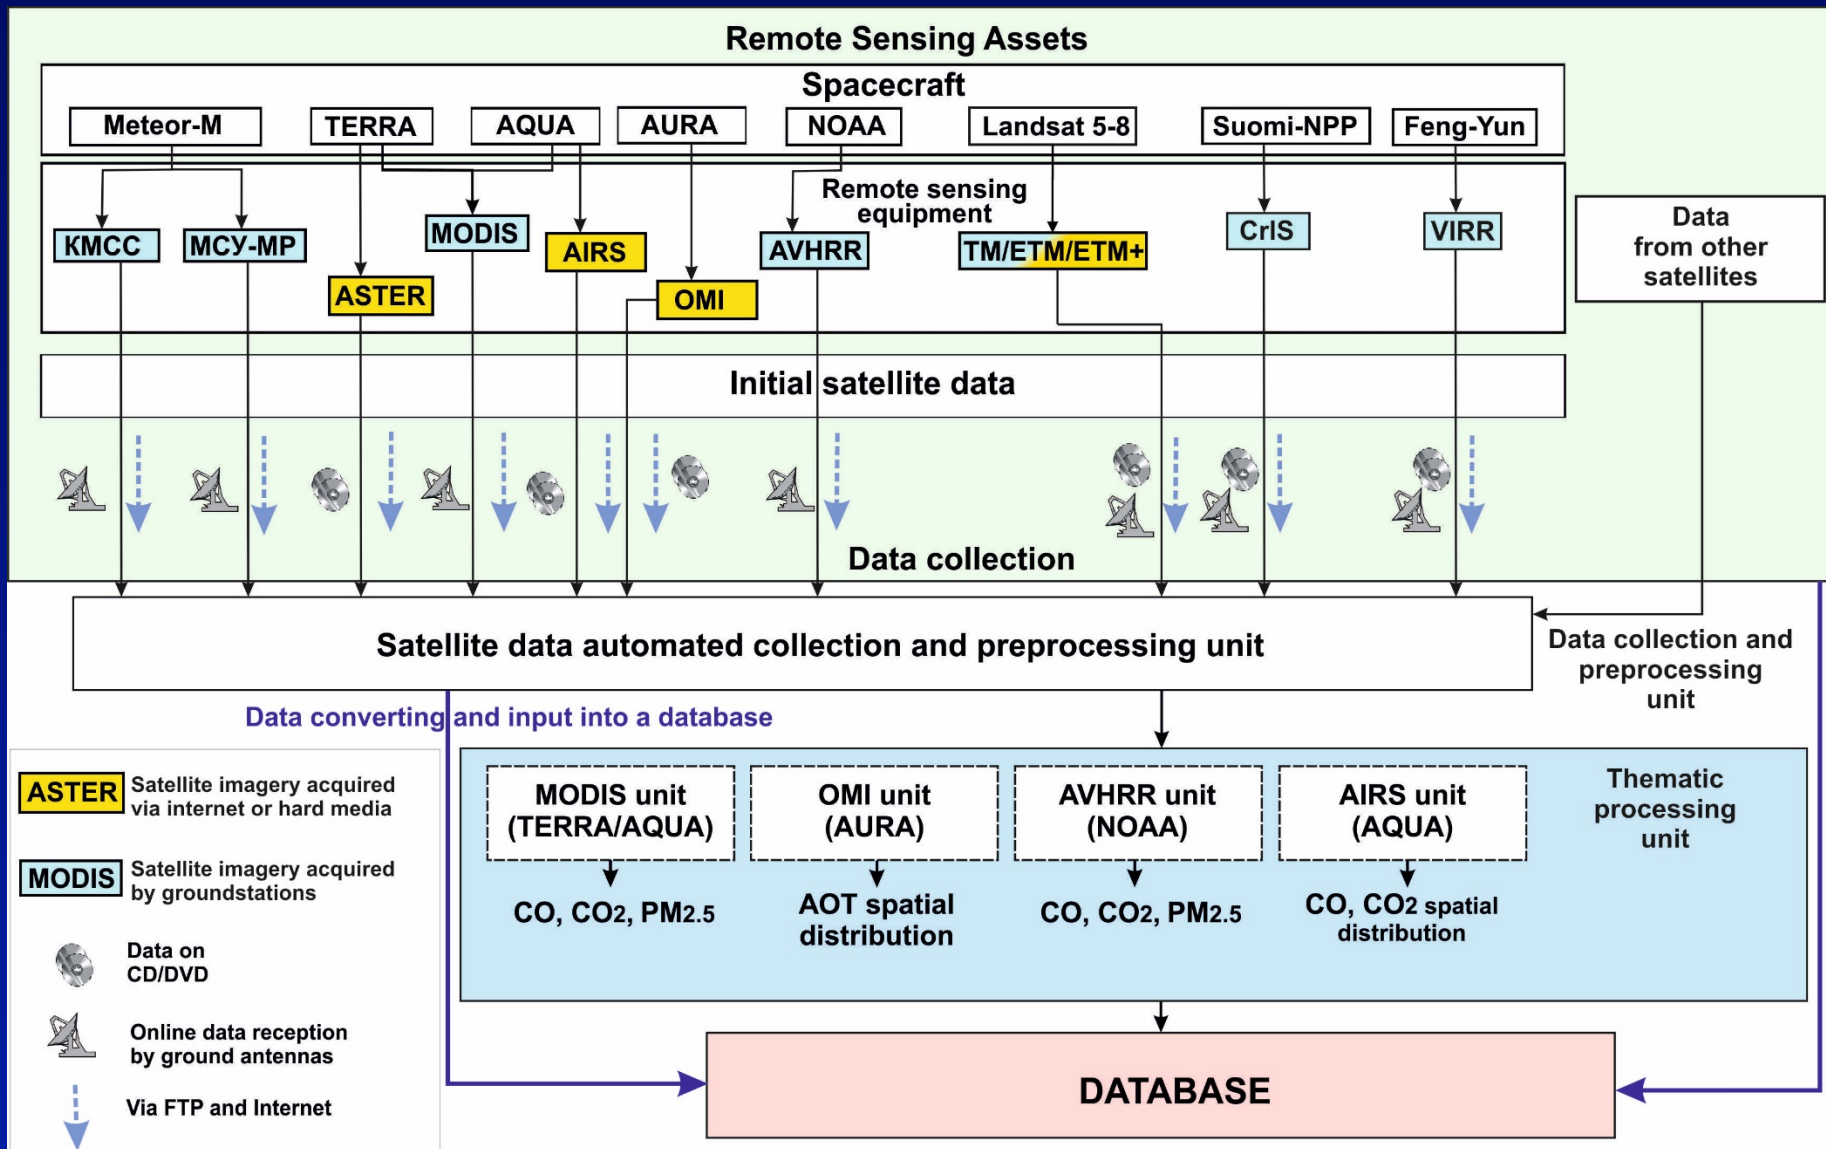 Remote Sensing Assets
Spacecraft
Meteor-M
TERRA
AQUA
AURA
NOAA
Landsat 5-8
Suomi-NPP
Feng-Yun
Remote sensing
equipment
КМСС
МСУ-МР
MODIS
AIRS
ASTER
OMI
AVHRR
TM/ETM/ETM+
CrIS
VIRR
Data
from other
satellites
Initial satellite data
Data collection
Satellite data automated collection and preprocessing unit
Data collection and
preprocessing
unit
Data converting and input into a database
ASTER
Satellite imagery acquired
via internet or hard media
MODIS
Satellite imagery acquired
by groundstations
Data on
CD/DVD
Online data reception
by ground antennas
Via FTP and Internet
MODIS unit
(TERRA/AQUA)
CO, CO2, PM2.5
OMI unit
(AURA)
AOT spatial
distribution
AVHRR unit
(NOAA)
CO, CO2, PM2.5
AIRS unit
(AQUA)
CO, CO2 spatial
distribution
Thematic
processing
unit
DATABASE